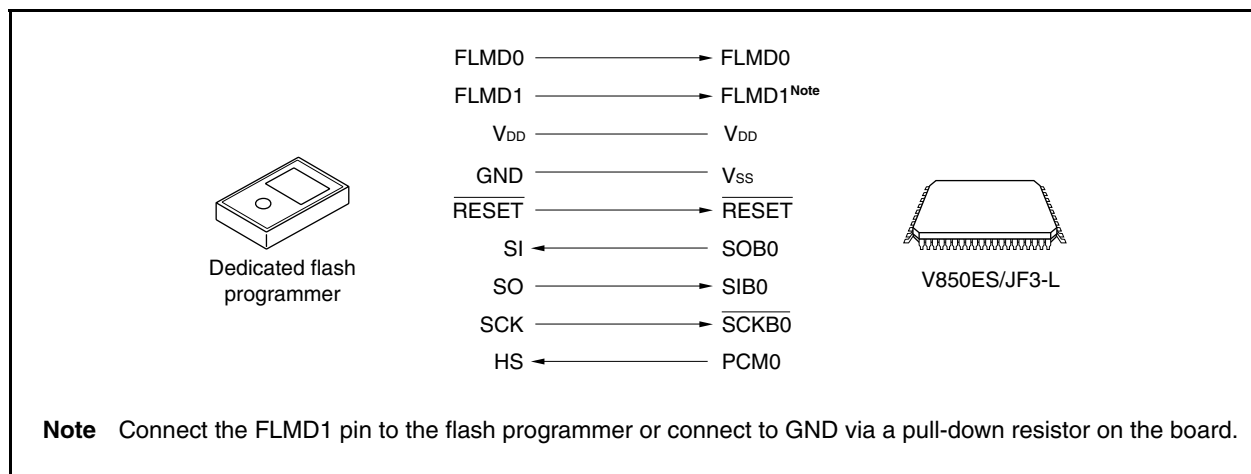 FLMD0 FLMD0
FLMD1 FLMD1Note
VDD VDD
GND VSS
RESET RESET
SI SOB0
SO SIB0
SCK SCKB0
HS PCM0
Dedicated flash
programmer
V850ES/JF3-L
Note Connect the FLMD1 pin to the flash programmer or connect to GND via a pull-down resistor on the board.